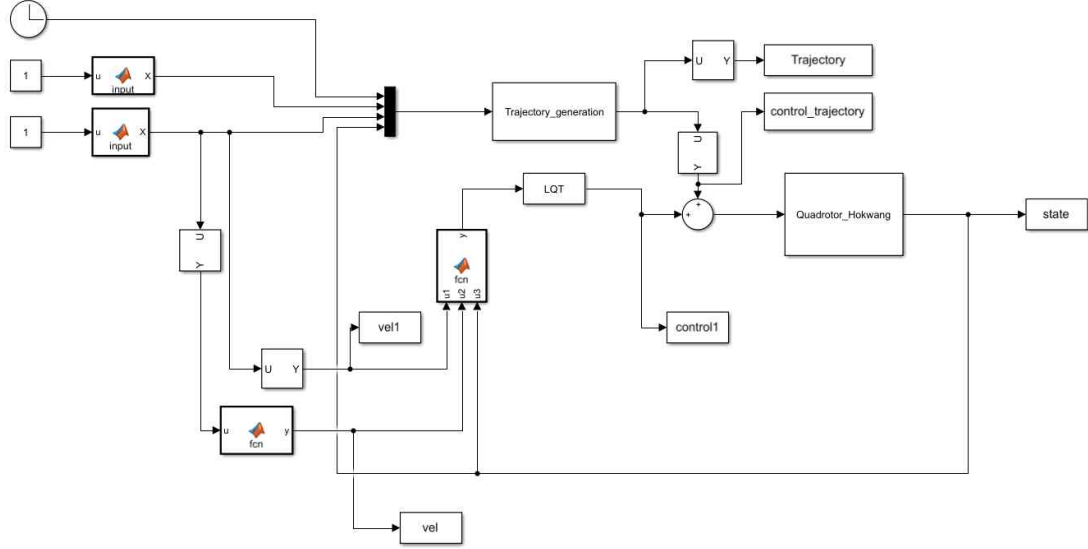 1
u
X
input
1
u
X
input
Trajectory_generation
U
Y
Trajectory
control_trajectory
U
Y
LQT
+
+
Quadrotor_Hokwang
state
U
Y
y
fcn
u1
u2
u3
vel1
control1
U
Y
u
y
fcn
vel